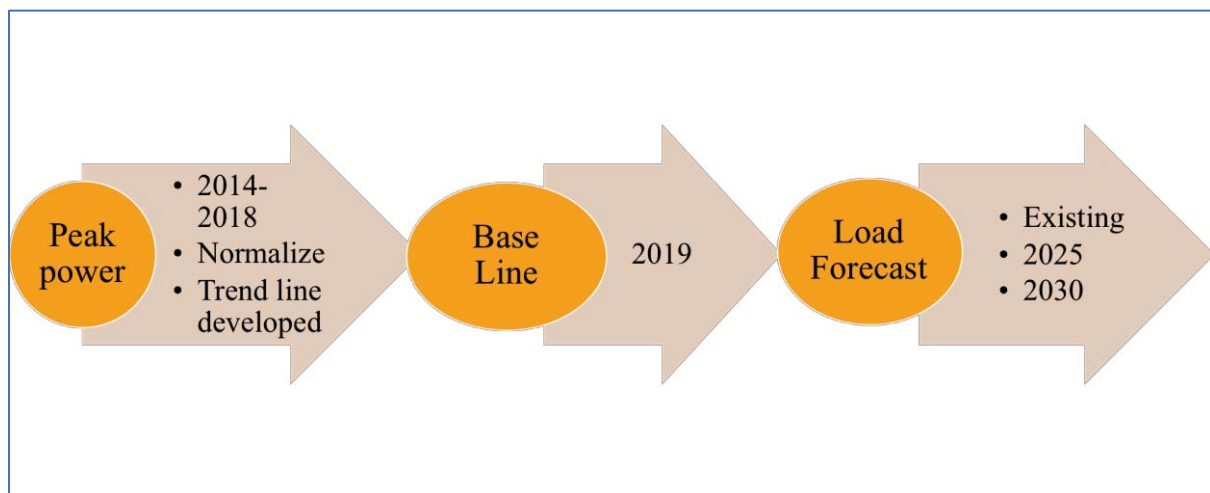 Peak
power
• 2014-
2018
• Normalize
• Trend line
developed
Base
Line
2019
Load
Forecast
• Existing
• 2025
• 2030